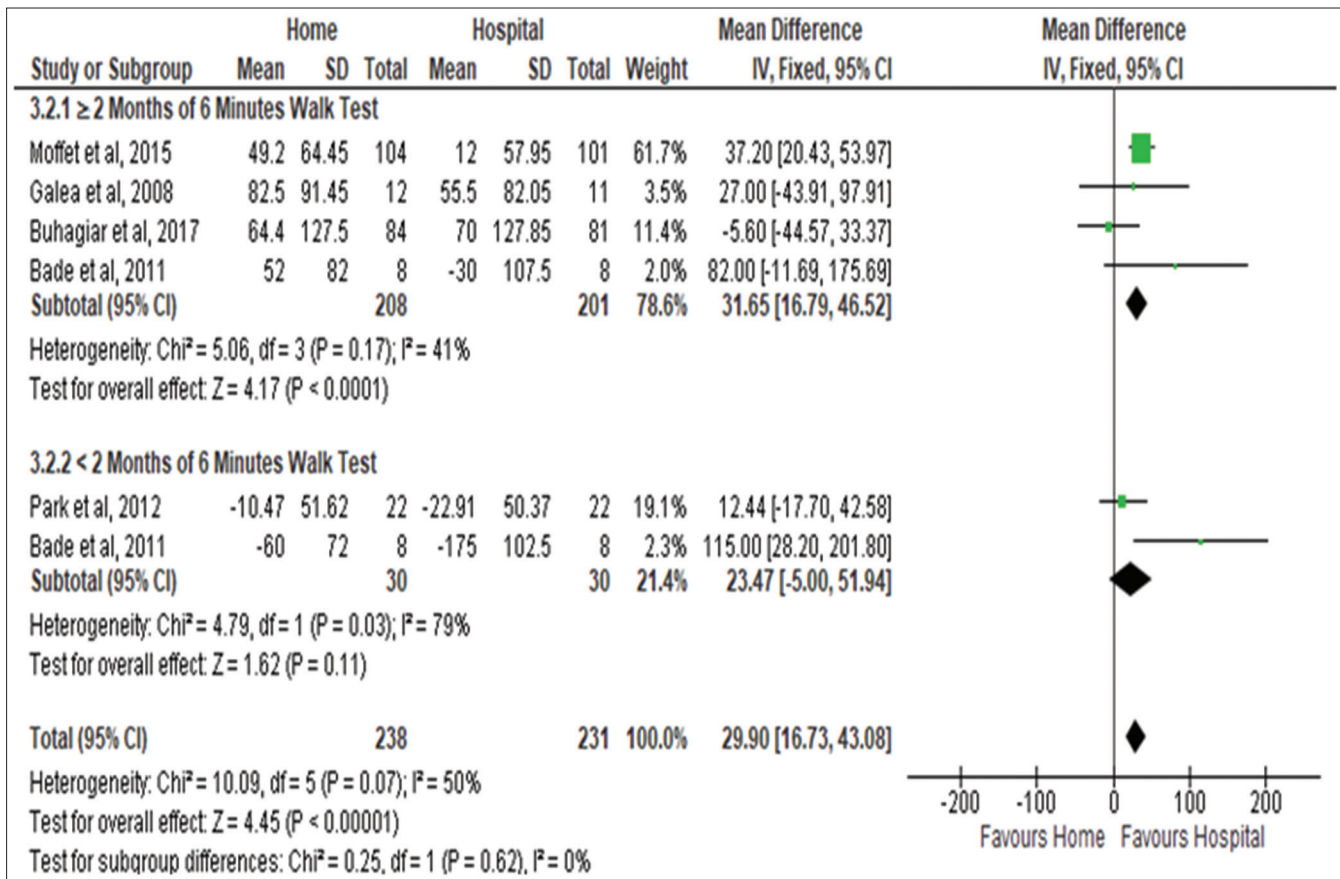 Home Hospital Mean Difference Mean Difference
Study or Subgroup Mean SD Total Mean SD Total Weight IV, Fixed, 95% CI IV, Fixed, 95% CI
3.2.1 ≥ 2 Months of 6 Minutes Walk Test
Moffet et al, 2015 49.2 64.45 104 12 57.95 101 61.7% 37.20 [20.43, 53.97]
Galea et al, 2008 82.5 91.45 12 55.5 82.05 11 3.5% 27.00 [-43.91, 97.91]
Buhagiar et al, 2017 64.4 127.5 84 70 127.85 81 11.4% -5.60 [-44.57, 33.37]
Bade et al, 2011 52 82 8 -30 107.5 8 2.0% 82.00 [-11.69, 175.69]
Subtotal (95% CI) 208 201 78.6% 31.65 [16.79, 46.52]
Heterogeneity: Chi² = 5.06, df = 3 (P = 0.17); I² = 41%
Test for overall effect: Z = 4.17 (P < 0.0001)
3.2.2 < 2 Months of 6 Minutes Walk Test
Park et al, 2012 -10.47 51.62 22 -22.91 50.37 22 19.1% 12.44 [-17.70, 42.58]
Bade et al, 2011 -60 72 8 -175 102.5 8 2.3% 115.00 [28.20, 201.80]
Subtotal (95% CI) 30 30 21.4% 23.47 [-5.00, 51.94]
Heterogeneity: Chi² = 4.79, df = 1 (P = 0.03); I² = 79%
Test for overall effect: Z = 1.62 (P = 0.11)
Total (95% CI) 238 231 100.0% 29.90 [16.73, 43.08]
Heterogeneity: Chi² = 10.09, df = 5 (P = 0.07); I² = 50%
Test for overall effect: Z = 4.45 (P < 0.00001)
Test for subgroup differences: Chi² = 0.25, df = 1 (P = 0.62), I² = 0%
-200 -100 0 100 200
Favours Home Favours Hospital